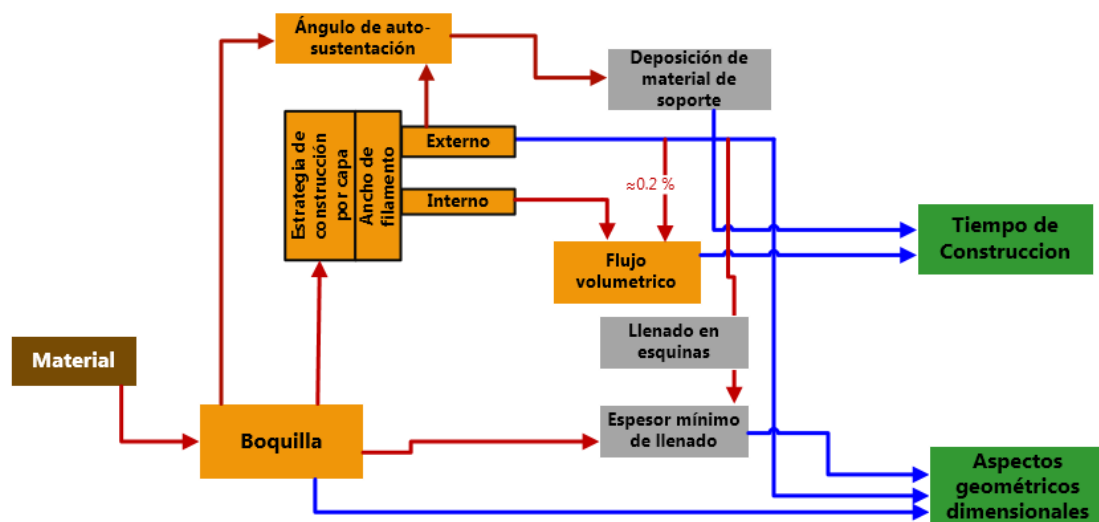 Ángulo de auto-
sustentación
Deposición de
material de
soporte
Estrategia de
construcción
por capa
Ancho de
filamento
Externo
Interno
≈0.2 %
Flujo
volumetrico
Tiempo de
Construccion
Llenado en
esquinas
Material
Boquilla
Espesor mínimo
de llenado
Aspectos
geométricos
dimensionales